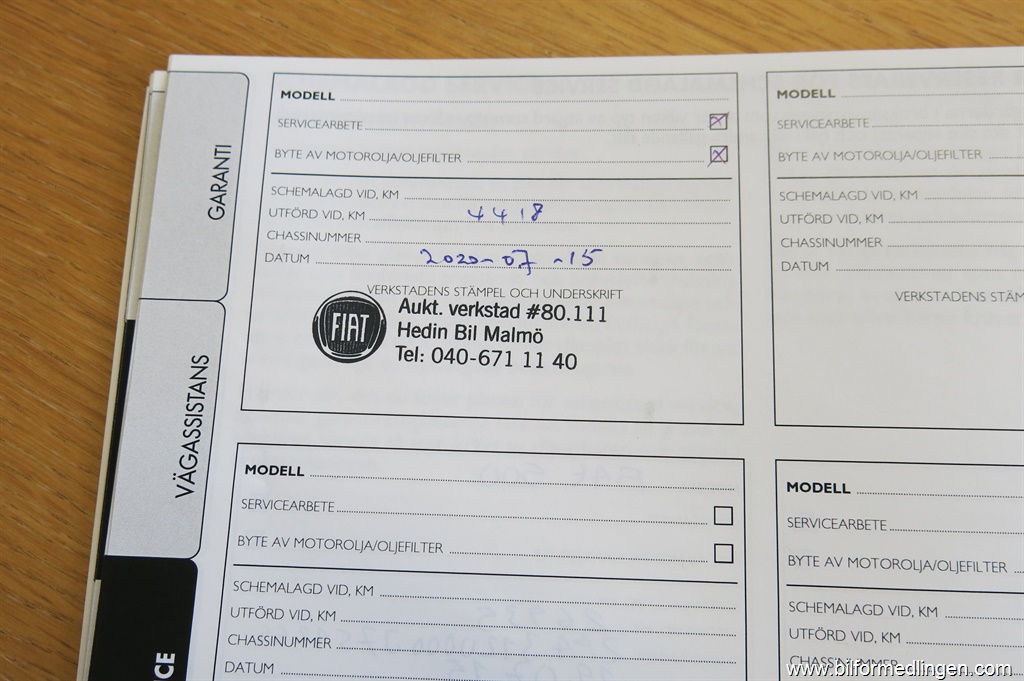 GARANTI
VÄGASSISTANS
CE
MODELL
SERVICEARBETE
BYTE AV MOTOROLJA/OLJEFILTER
SCHEMALAGD VID, KM
UTFÖRD VID, KM 4418
CHASSINUMMER
DATUM 2020-07-15
VERKSTADENS STÄMPEL OCH UNDERSKRIFT
FIAT
Aukt. verkstad #80.111
Hedin Bil Malmö
Tel: 040-671 11 40
MODELL
SERVICEARBETE
BYTE AV MOTOROLJA/OLJEFILTER
SCHEMALAGD VID, KM
UTFÖRD VID, KM
CHASSINUMMER
DATUM
VERKSTADENS STÄM
MODELL
SERVICEARBETE
BYTE AV MOTOROLJA/OLJEFILTER
SCHEMALAGD VID, KM
UTFÖRD VID, KM
CHASSINUMMER
DATUM
MODELL
SERVICEARBETE
BYTE AV MOTOROLJA/OLJEFILTER
SCHEMALAGD VID, KM
UTFÖRD VID, KM
CHASSINUMMER
www.bilformedlingen.com